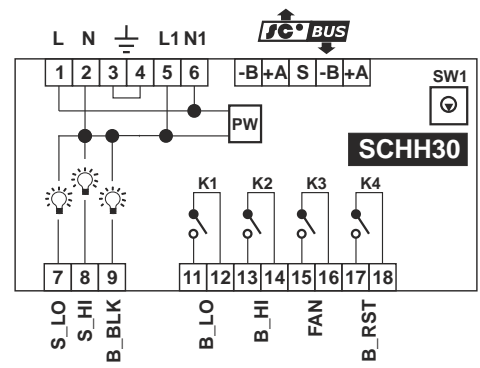 SC• BUS
L N L1 N1
1 2 3 4 5 6
-B +A S -B +A
SW1
PW
SCHH30
K1 K2 K3 K4
7 8 9
11 12 13 14 15 16 17 18
S_LO
S_HI
B_BLK
B_LO
B_HI
FAN
B_RST